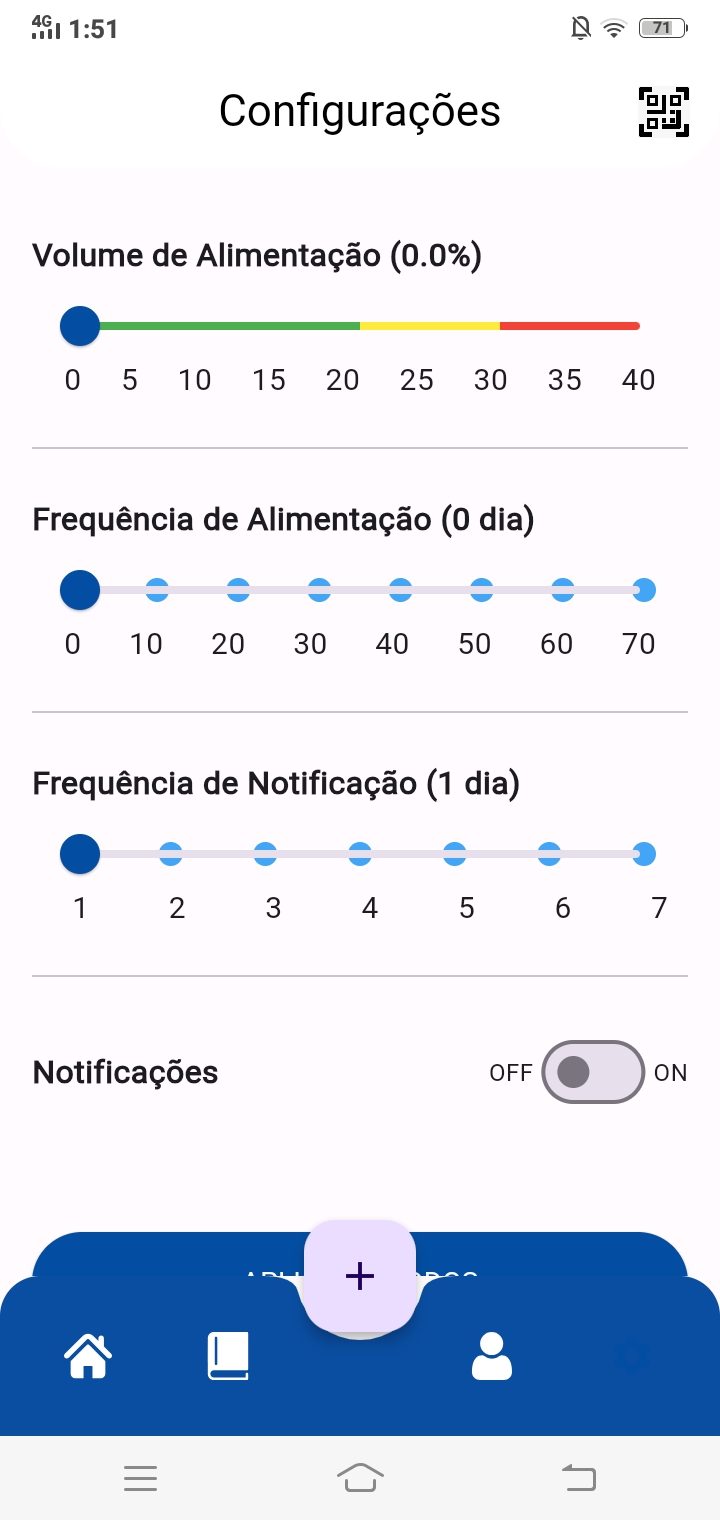 4G 1:51 71
Configurações
Volume de Alimentação (0.0%)
0 5 10 15 20 25 30 35 40
Frequência de Alimentação (0 dia)
0 10 20 30 40 50 60 70
Frequência de Notificação (1 dia)
1 2 3 4 5 6 7
Notificações OFF ON
+